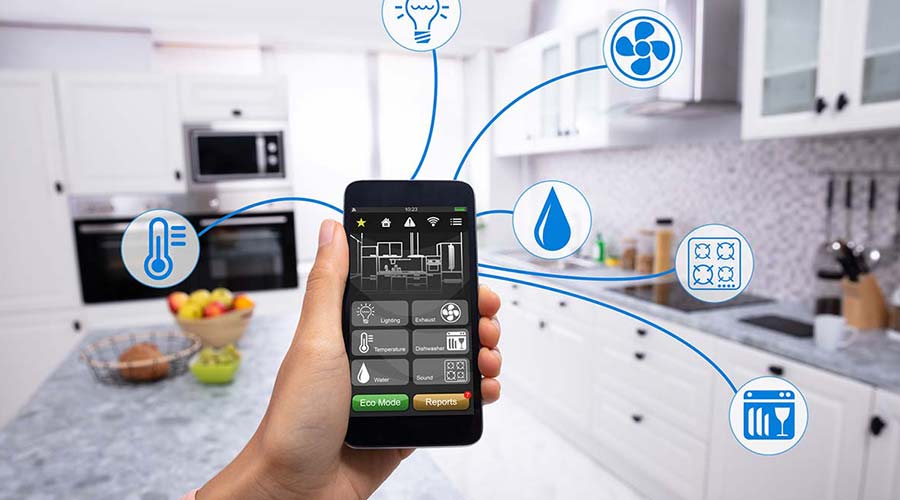 10:23
Lighting
Exhaust
Temperature
Dishwasher
Water
Sound
Eco Mode
Reports